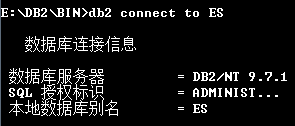 E:\DB2\BIN>db2 connect to ES
数据库连接信息
数据库服务器 = DB2/NT 9.7.1
SQL 授权标识 = ADMINIST...
本地数据库别名 = ES